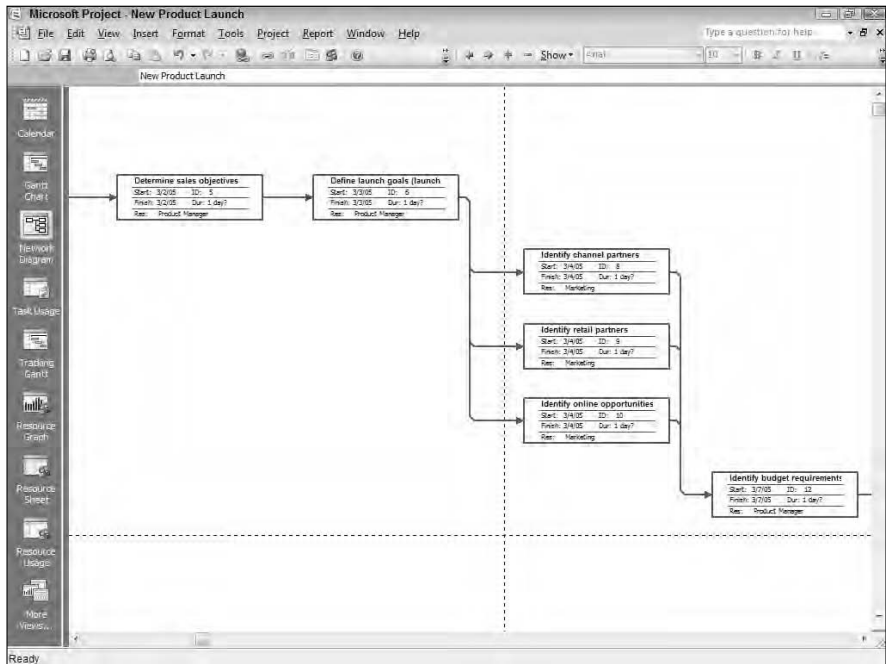 Microsoft Project - New Product Launch
File Edit View Insert Format Tools Project Report Window Help
Type a question for help
Show Arial 10 B I U
New Product Launch
Calendar
Gantt Chart
Network Diagram
Task Usage
Tracking Gantt
Resource Graph
Resource Sheet
Resource Usage
More Views...
Determine sales objectives
Start: 3/2/05 ID: 5
Finish: 3/2/05 Dur: 1 day?
Res: Product Manager
Define launch goals (launch
Start: 3/3/05 ID: 6
Finish: 3/3/05 Dur: 1 day?
Res: Product Manager
Identify channel partners
Start: 3/4/05 ID: 8
Finish: 3/4/05 Dur: 1 day?
Res: Marketing
Identify retail partners
Start: 3/4/05 ID: 9
Finish: 3/4/05 Dur: 1 day?
Res: Marketing
Identify online opportunities
Start: 3/4/05 ID: 10
Finish: 3/4/05 Dur: 1 day?
Res: Marketing
Identify budget requirements
Start: 3/7/05 ID: 12
Finish: 3/7/05 Dur: 1 day?
Res: Product Manager
Ready